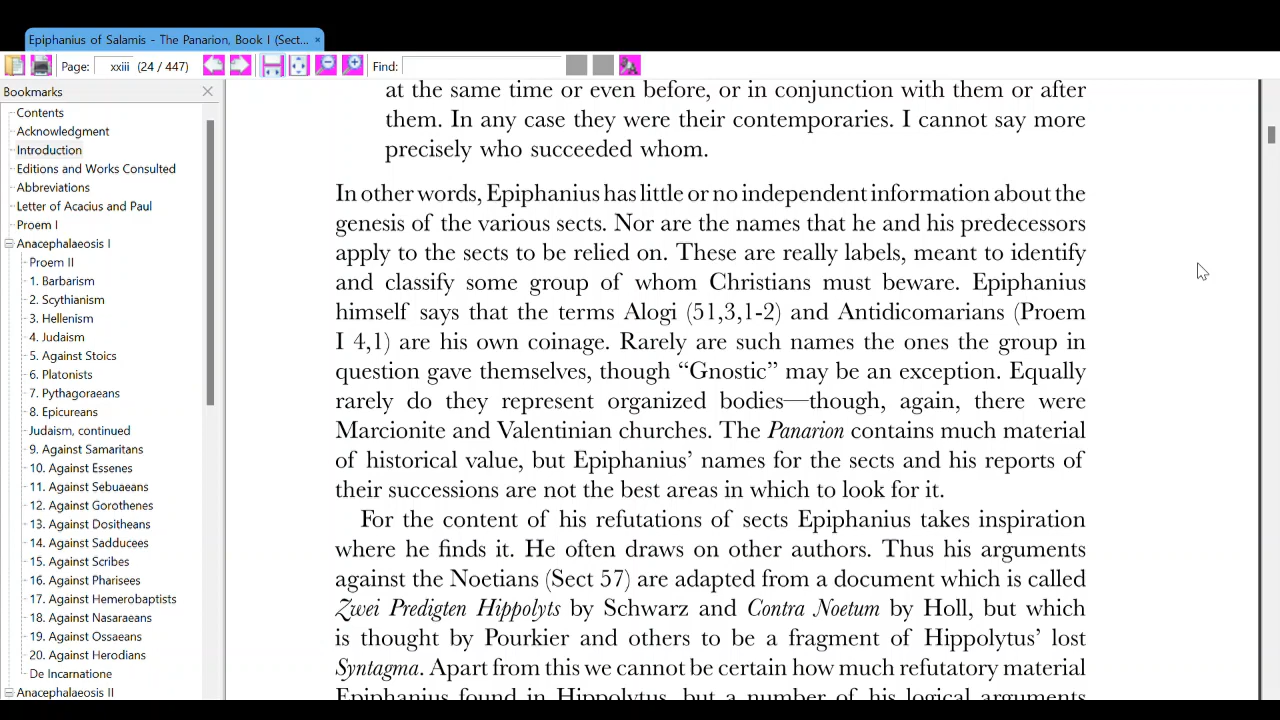 Epiphanius of Salamis - The Panarion, Book I (Sect... ×
Page: xxiii (24 / 447) Find:
Bookmarks
Contents
Acknowledgment
Introduction
Editions and Works Consulted
Abbreviations
Letter of Acacius and Paul
Proem I
Anacephalaeosis I
Proem II
1. Barbarism
2. Scythianism
3. Hellenism
4. Judaism
5. Against Stoics
6. Platonists
7. Pythagoraeans
8. Epicureans
Judaism, continued
9. Against Samaritans
10. Against Essenes
11. Against Sebuaeans
12. Against Gorothenes
13. Against Dositheans
14. Against Sadducees
15. Against Scribes
16. Against Pharisees
17. Against Hemerobaptists
18. Against Nasaraeans
19. Against Ossaeans
20. Against Herodians
De Incarnatione
Anacephalaeosis II
at the same time or even before, or in conjunction with them or after
them. In any case they were their contemporaries. I cannot say more
precisely who succeeded whom.
In other words, Epiphanius has little or no independent information about the
genesis of the various sects. Nor are the names that he and his predecessors
apply to the sects to be relied on. These are really labels, meant to identify
and classify some group of whom Christians must beware. Epiphanius
himself says that the terms Alogi (51,3,1-2) and Antidicomarians (Proem
I 4,1) are his own coinage. Rarely are such names the ones the group in
question gave themselves, though “Gnostic” may be an exception. Equally
rarely do they represent organized bodies—though, again, there were
Marcionite and Valentinian churches. The Panarion contains much material
of historical value, but Epiphanius’ names for the sects and his reports of
their successions are not the best areas in which to look for it.
For the content of his refutations of sects Epiphanius takes inspiration
where he finds it. He often draws on other authors. Thus his arguments
against the Noetians (Sect 57) are adapted from a document which is called
Zwei Predigten Hippolyts by Schwarz and Contra Noetum by Holl, but which
is thought by Pourkier and others to be a fragment of Hippolytus’ lost
Syntagma. Apart from this we cannot be certain how much refutatory material
Epiphanius found in Hippolytus, but a number of his logical arguments